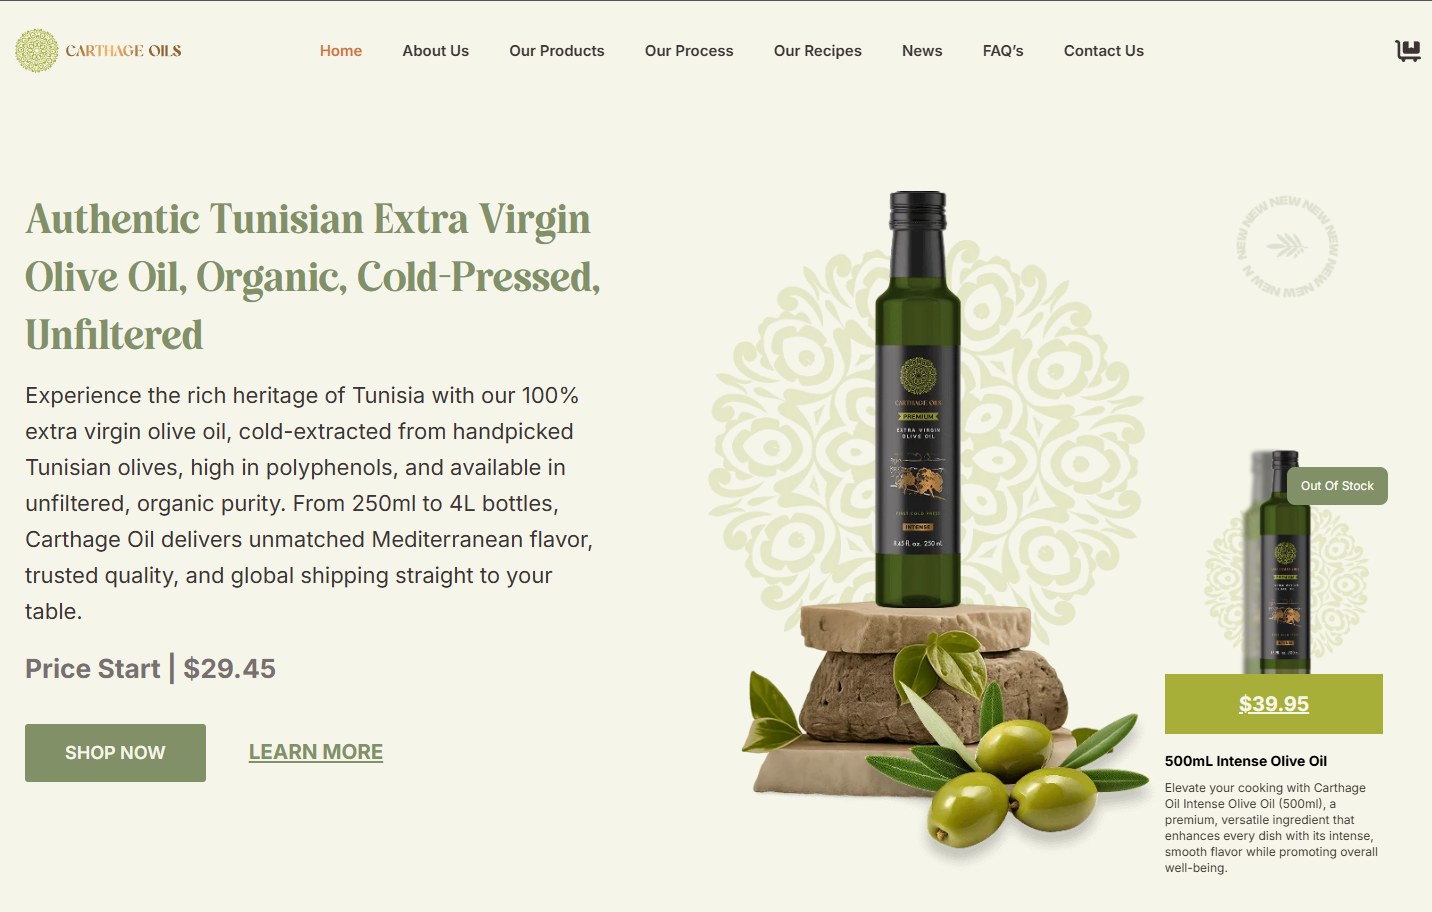 CARTHAGE OILS
Home
About Us
Our Products
Our Process
Our Recipes
News
FAQ’s
Contact Us
Authentic Tunisian Extra Virgin
Olive Oil, Organic, Cold-Pressed,
Unfiltered
Experience the rich heritage of Tunisia with our 100%
extra virgin olive oil, cold-extracted from handpicked
Tunisian olives, high in polyphenols, and available in
unfiltered, organic purity. From 250ml to 4L bottles,
Carthage Oil delivers unmatched Mediterranean flavor,
trusted quality, and global shipping straight to your
table.
Price Start | $29.45
SHOP NOW
LEARN MORE
CARTHAGE OILS
PREMIUM
EXTRA VIRGIN
OLIVE OIL
FIRST COLD PRESS
INTENSE
8.45 fl. oz. 250 ml
NEW NEW NEW NEW NEW NEW NEW NEW N
Out Of Stock
$39.95
500mL Intense Olive Oil
Elevate your cooking with Carthage
Oil Intense Olive Oil (500ml), a
premium, versatile ingredient that
enhances every dish with its intense,
smooth flavor while promoting overall
well-being.